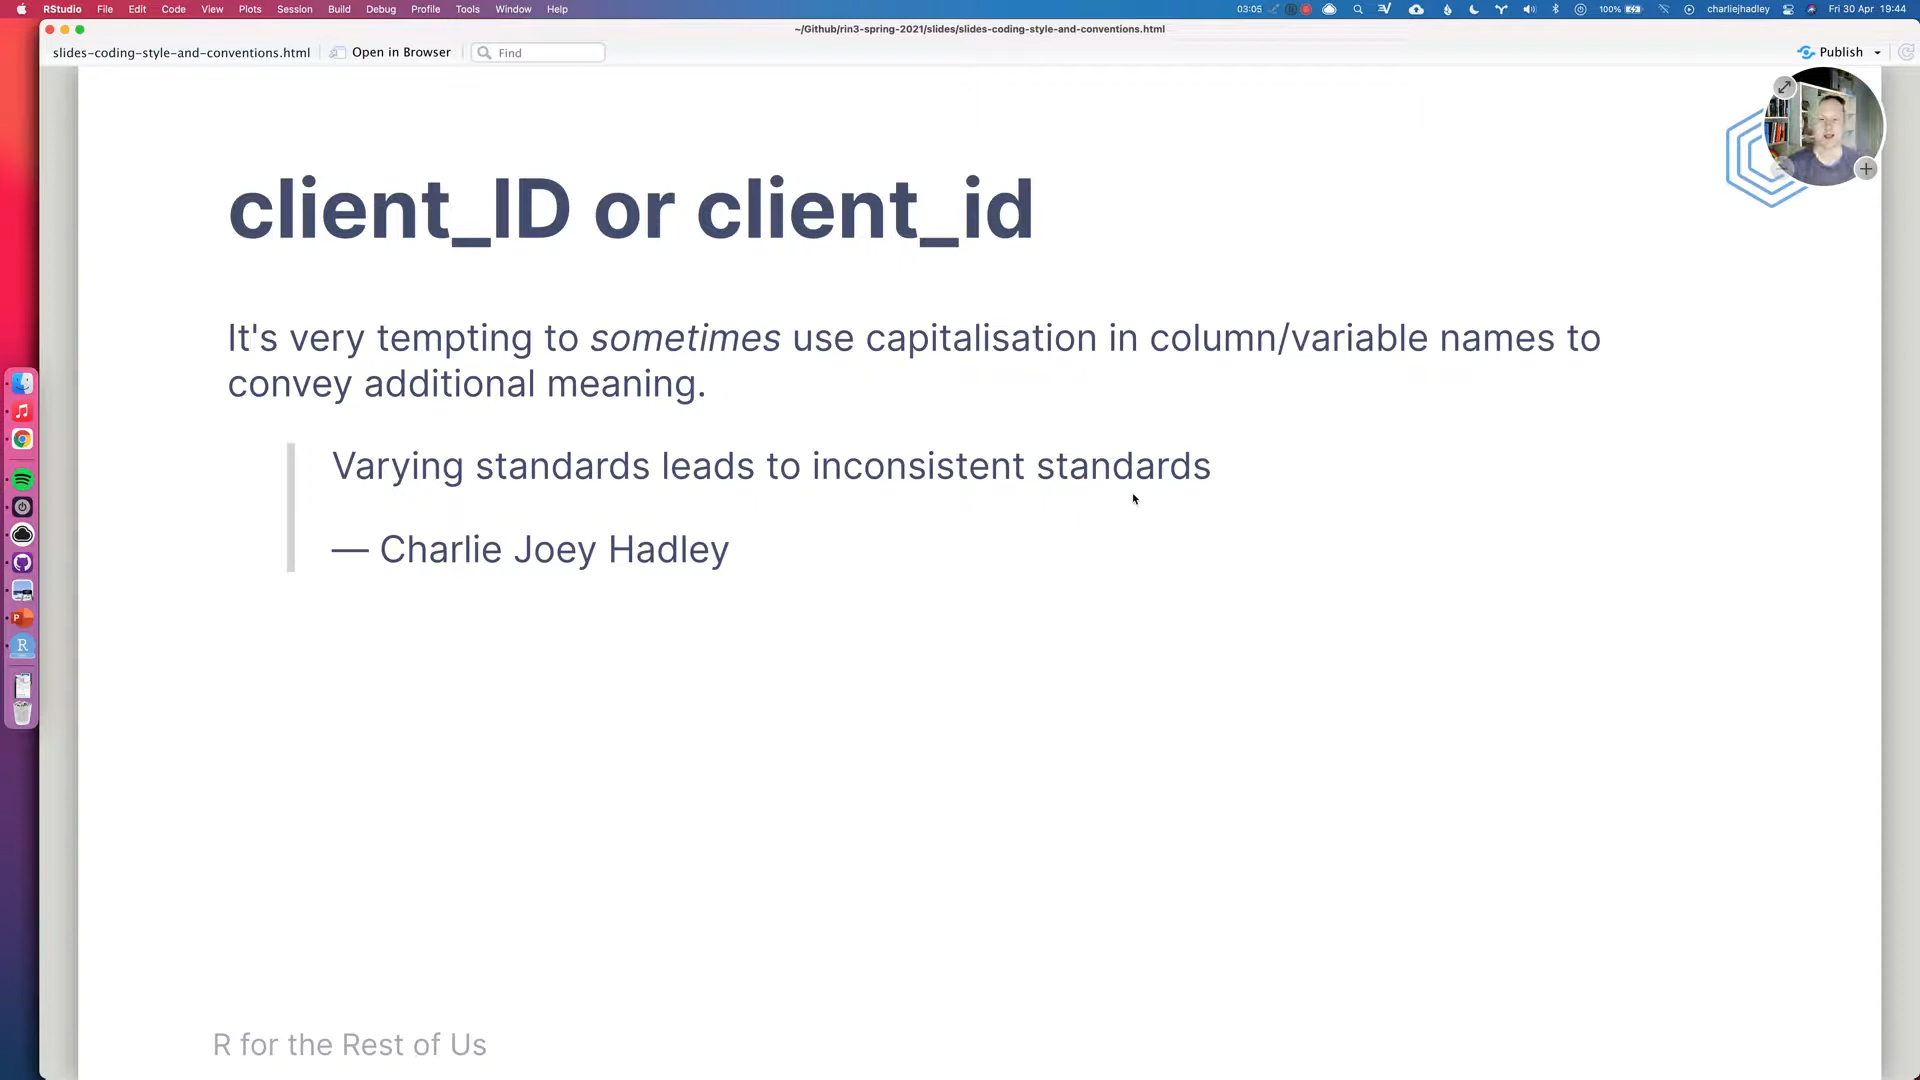 RStudio File Edit Code View Plots Session Build Debug Profile Tools Window Help 03:05 100% charliejhadley Fri 30 Apr 19:44
~/Github/rin3-spring-2021/slides/slides-coding-style-and-conventions.html
slides-coding-style-and-conventions.html Open in Browser Find Publish
client_ID or client_id
It's very tempting to sometimes use capitalisation in column/variable names to
convey additional meaning.
Varying standards leads to inconsistent standards
— Charlie Joey Hadley
R for the Rest of Us